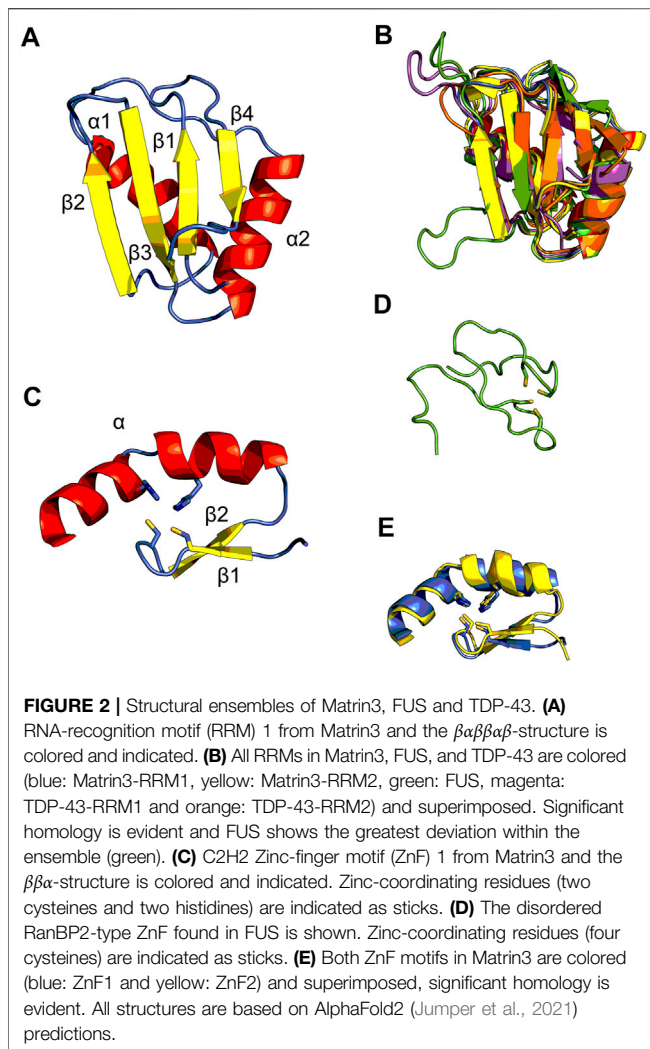 A
B
α1
β1
β4
β2
β3
α2
D
C
α
β2
β1
E
FIGURE 2 | Structural ensembles of Matrin3, FUS and TDP-43. (A)
RNA-recognition motif (RRM) 1 from Matrin3 and the βαββαβ-structure is
colored and indicated. (B) All RRMs in Matrin3, FUS, and TDP-43 are colored
(blue: Matrin3-RRM1, yellow: Matrin3-RRM2, green: FUS, magenta:
TDP-43-RRM1 and orange: TDP-43-RRM2) and superimposed. Significant
homology is evident and FUS shows the greatest deviation within the
ensemble (green). (C) C2H2 Zinc-finger motif (ZnF) 1 from Matrin3 and the
ββα-structure is colored and indicated. Zinc-coordinating residues (two
cysteines and two histidines) are indicated as sticks. (D) The disordered
RanBP2-type ZnF found in FUS is shown. Zinc-coordinating residues (four
cysteines) are indicated as sticks. (E) Both ZnF motifs in Matrin3 are colored
(blue: ZnF1 and yellow: ZnF2) and superimposed, significant homology is
evident. All structures are based on AlphaFold2 (Jumper et al., 2021)
predictions.